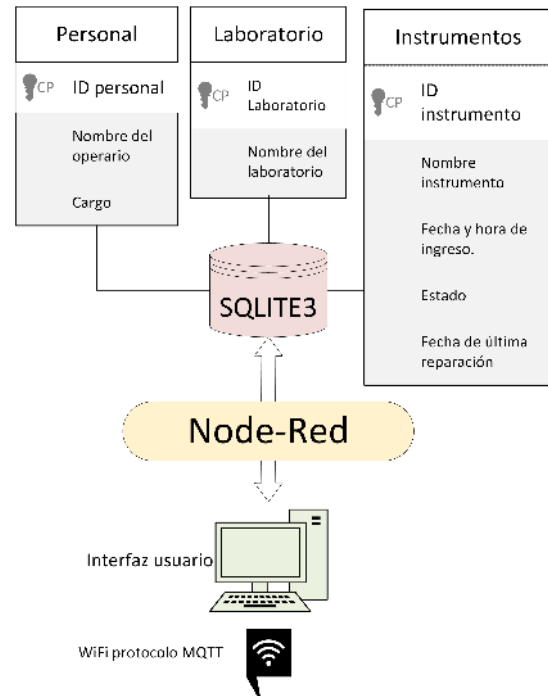 Personal
CP ID personal
Nombre del
operario
Cargo
Laboratorio
CP ID
Laboratorio
Nombre del
laboratorio
Instrumentos
CP ID
instrumento
Nombre
instrumento
Fecha y hora de
ingreso.
Estado
Fecha de última
reparación
SQLITE3
Node-Red
Interfaz usuario
WiFi protocolo MQTT